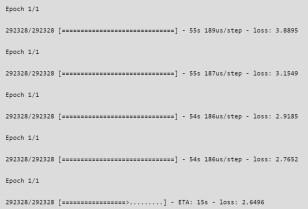 Epoch 1/1
292328/292328 [==============================] - 55s 189us/step - loss: 3.8895
Epoch 1/1
292328/292328 [==============================] - 55s 187us/step - loss: 3.1549
Epoch 1/1
292328/292328 [==============================] - 54s 186us/step - loss: 2.9185
Epoch 1/1
292328/292328 [==============================] - 54s 186us/step - loss: 2.7652
Epoch 1/1
292328/292328 [=================>.........] - ETA: 15s - loss: 2.6496